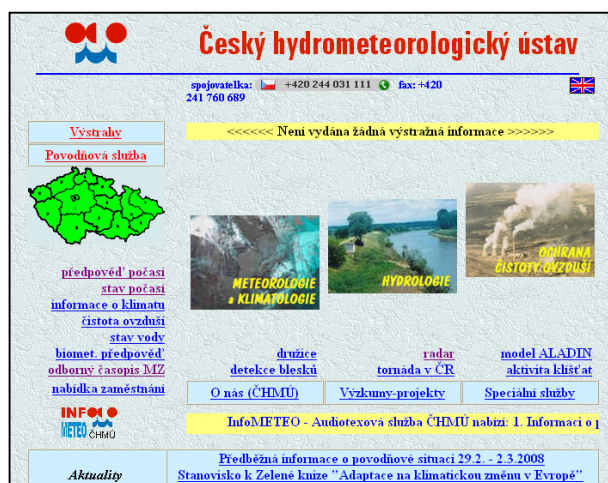 Český hydrometeorologický ústav
spojovatelka: +420 244 031 111 fax: +420
241 760 689
Výstrahy
<<<<<< Není vydána žádná výstražná informace >>>>>>
Povodňová služba
METEOROLOGIE
a KLIMATOLOGIE
HYDROLOGIE
OCHRANA
ČISTOTY OVZDUŠÍ
předpověď počasí
stav počasí
informace o klimatu
čistota ovzduší
stav vody
biomet. předpověď
odborný časopis MZ
nabídka zaměstnání
družice
radar
model ALADIN
detekce blesků
tornáda v ČR
aktivita klíšťat
O nás (ČHMÚ)
Výzkumy-projekty
Speciální služby
INFO
METEO ČHMÚ
InfoMETEO - Audiotexová služba ČHMÚ nabízí: 1. Informaci o p
Aktuality
Předběžná informace o povodňové situaci 29.2. - 2.3.2008
Stanovisko k Zelené knize "Adaptace na klimatickou změnu v Evropě"